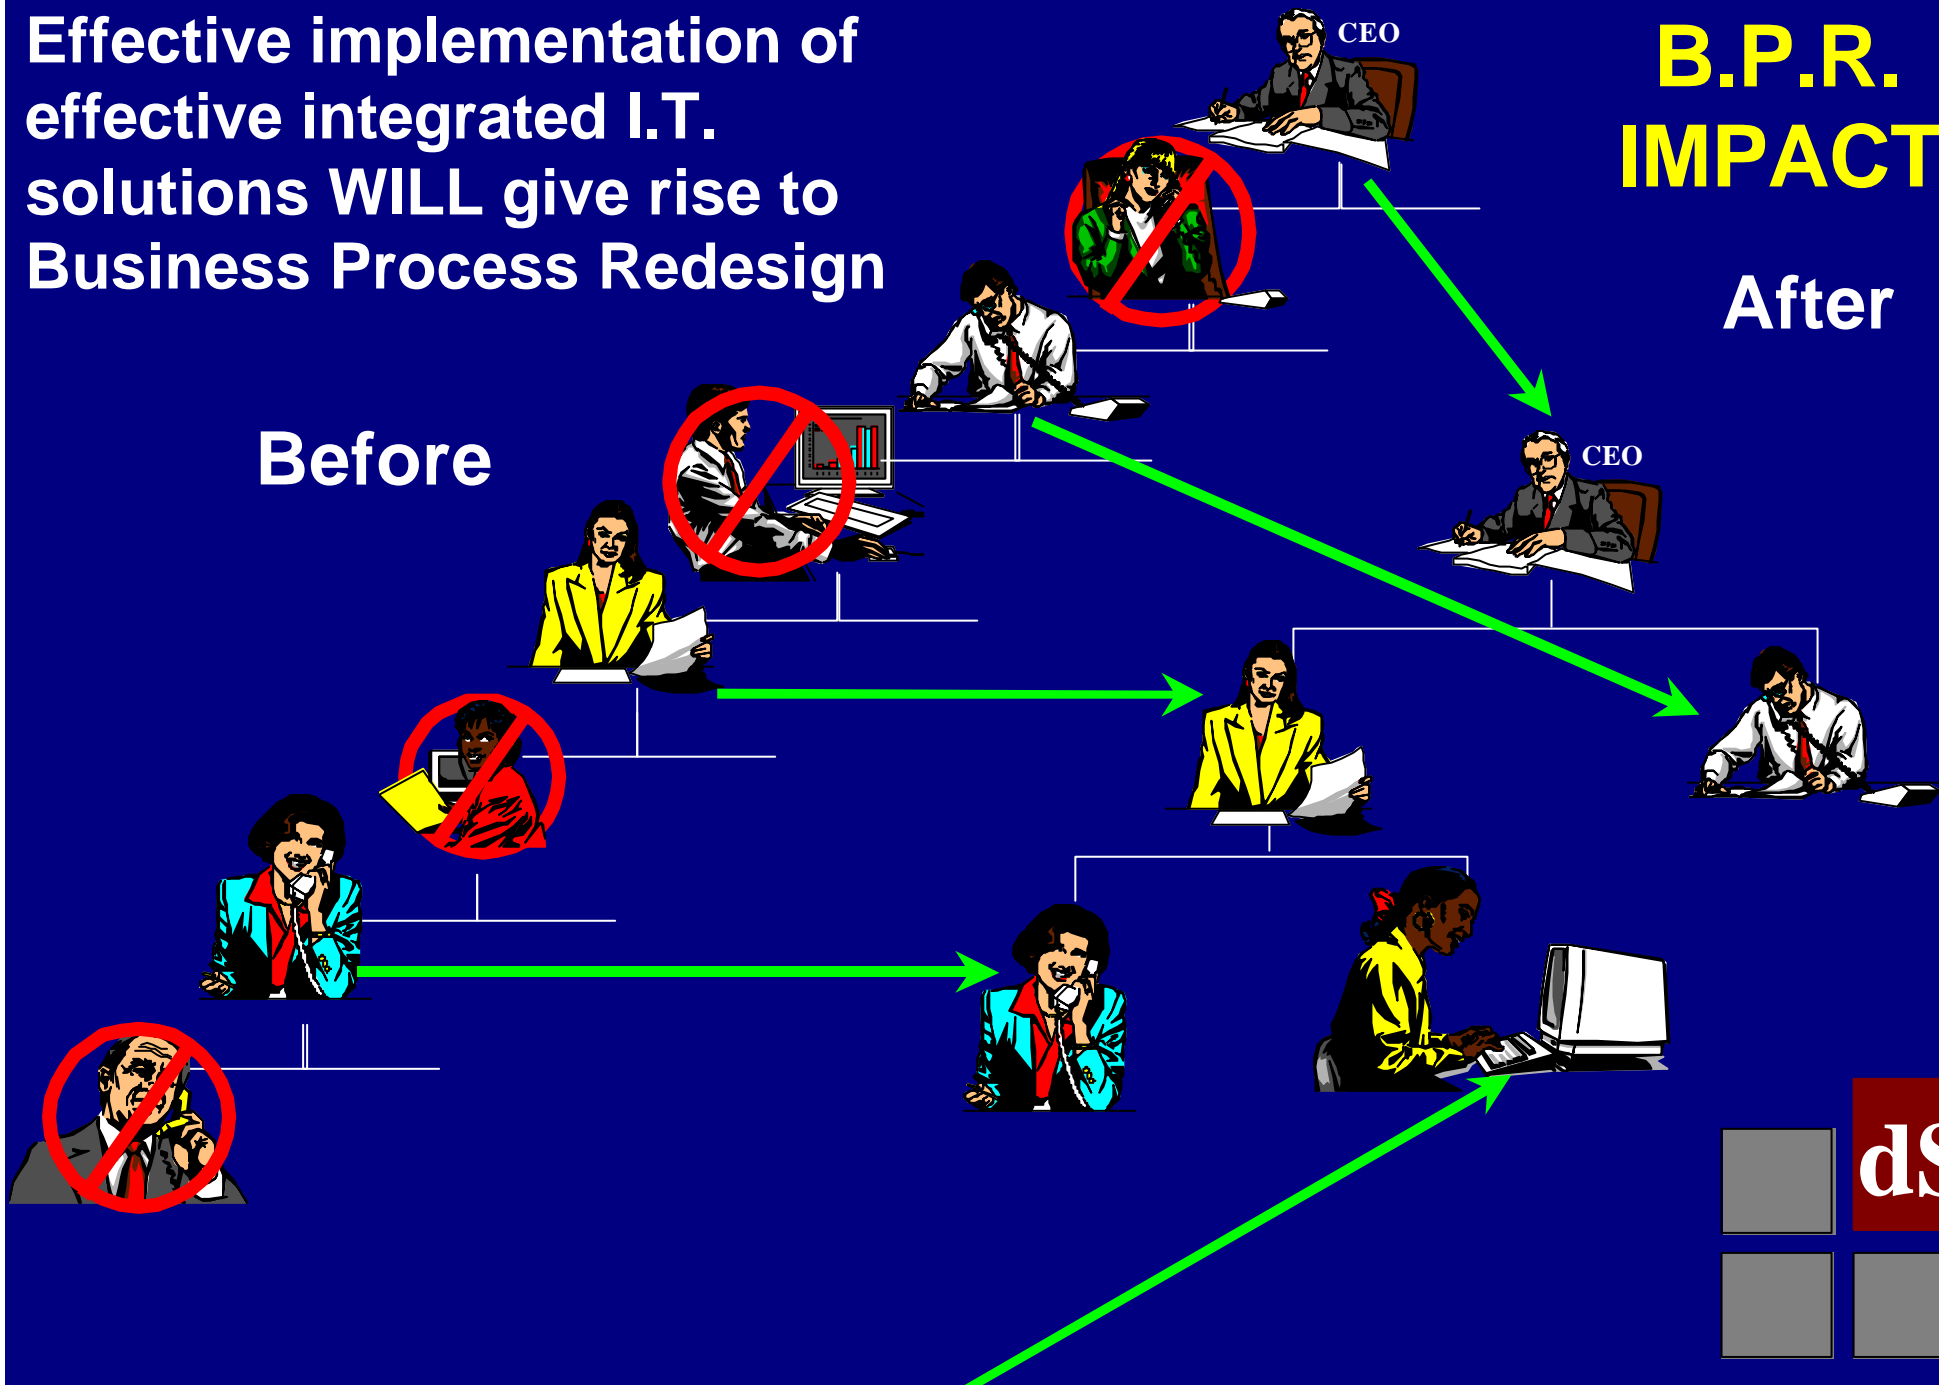 Effective implementation of
effective integrated I.T.
solutions WILL give rise to
Business Process Redesign
B.P.R.
IMPACT
CEO
After
Before
CEO